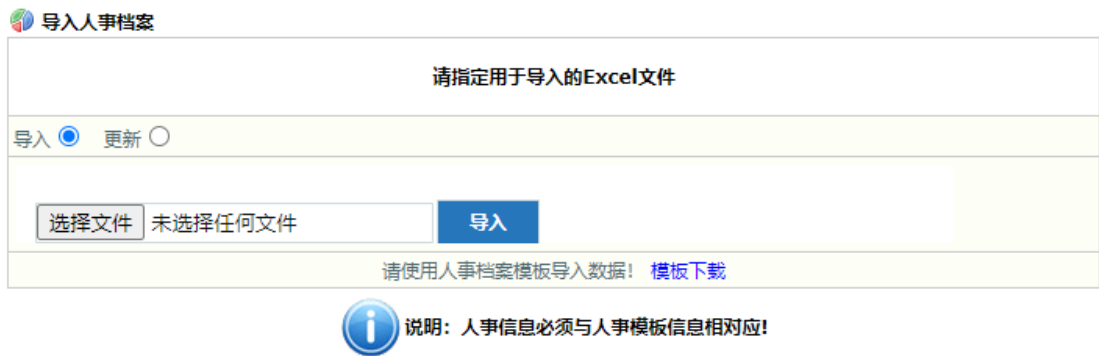 导入人事档案
请指定用于导入的Excel文件
导入 更新
选择文件 未选择任何文件 导入
请使用人事档案模板导入数据! 模板下载
说明：人事信息必须与人事模板信息相对应!